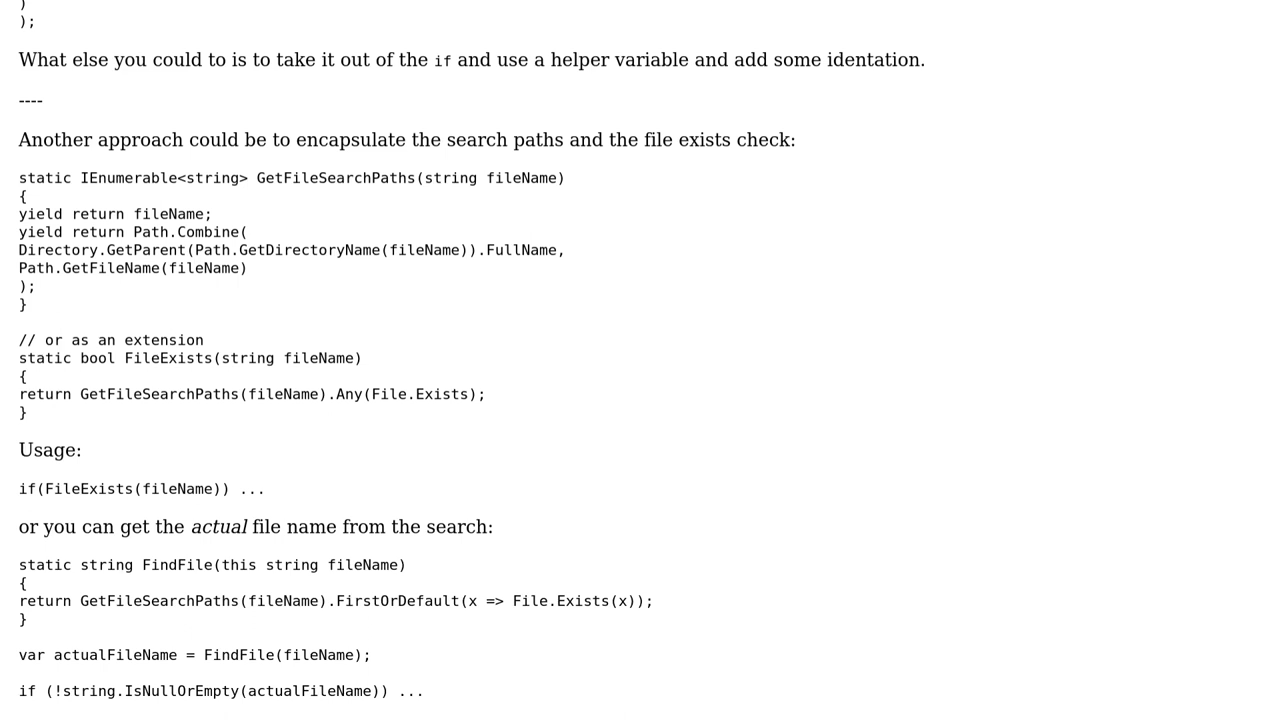 )
);
What else you could to is to take it out of the if and use a helper variable and add some identation.
----
Another approach could be to encapsulate the search paths and the file exists check:
static IEnumerable<string> GetFileSearchPaths(string fileName)
{
yield return fileName;
yield return Path.Combine(
Directory.GetParent(Path.GetDirectoryName(fileName)).FullName,
Path.GetFileName(fileName)
);
}
// or as an extension
static bool FileExists(string fileName)
{
return GetFileSearchPaths(fileName).Any(File.Exists);
}
Usage:
if(FileExists(fileName)) ...
or you can get the actual file name from the search:
static string FindFile(this string fileName)
{
return GetFileSearchPaths(fileName).FirstOrDefault(x => File.Exists(x));
}
var actualFileName = FindFile(fileName);
if (!string.IsNullOrEmpty(actualFileName)) ...